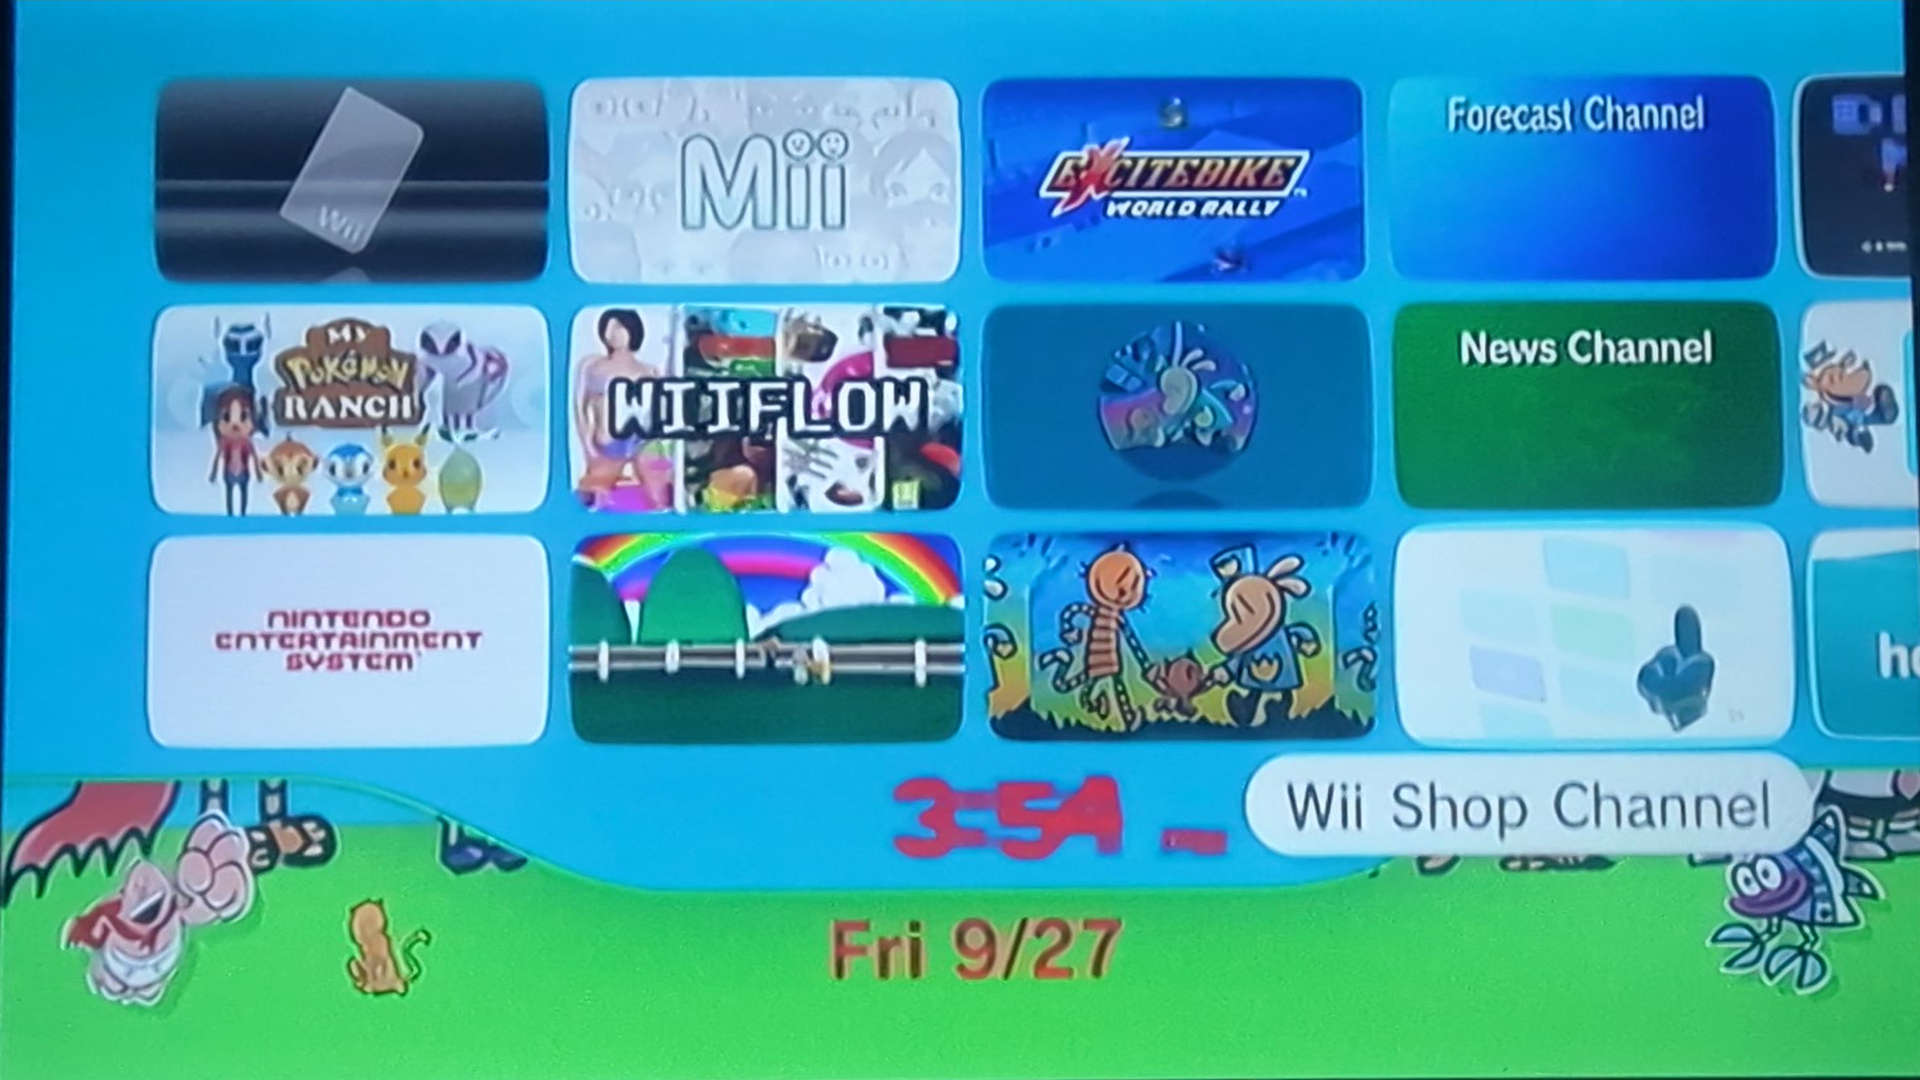 Wii
Mii
EXCITEBIKE
WORLD RALLY
Forecast Channel
MY
POKéMON
RANCH
WIIFLOW
News Channel
NINTENDO
ENTERTAINMENT
SYSTEM
3:54
Wii Shop Channel
Fri 9/27